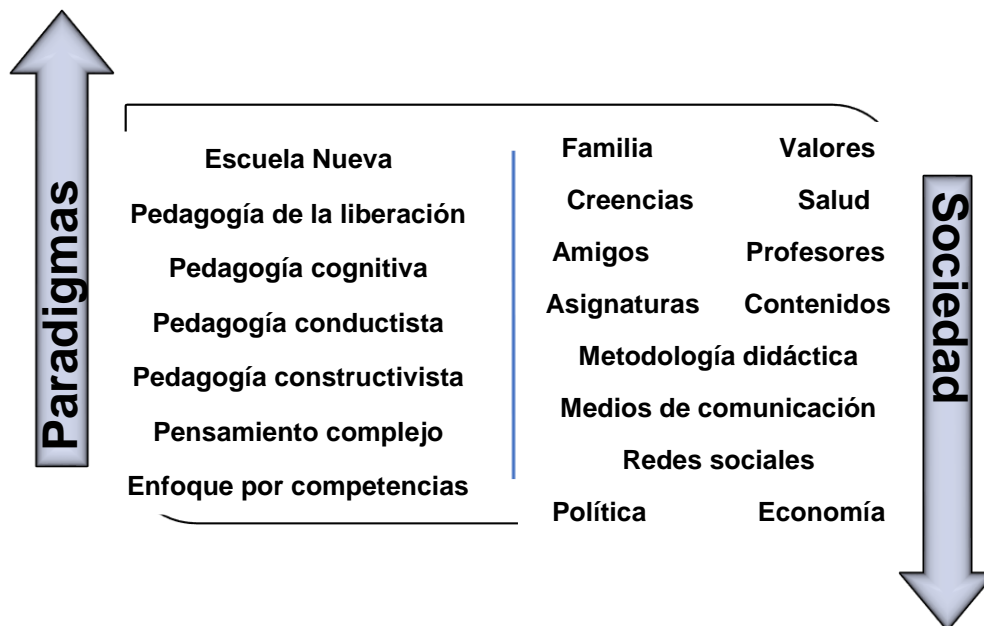 Paradigmas
Escuela Nueva
Pedagogía de la liberación
Pedagogía cognitiva
Pedagogía conductista
Pedagogía constructivista
Pensamiento complejo
Enfoque por competencias
Familia Valores
Creencias Salud
Amigos Profesores
Asignaturas Contenidos
Metodología didáctica
Medios de comunicación
Redes sociales
Política Economía
Sociedad